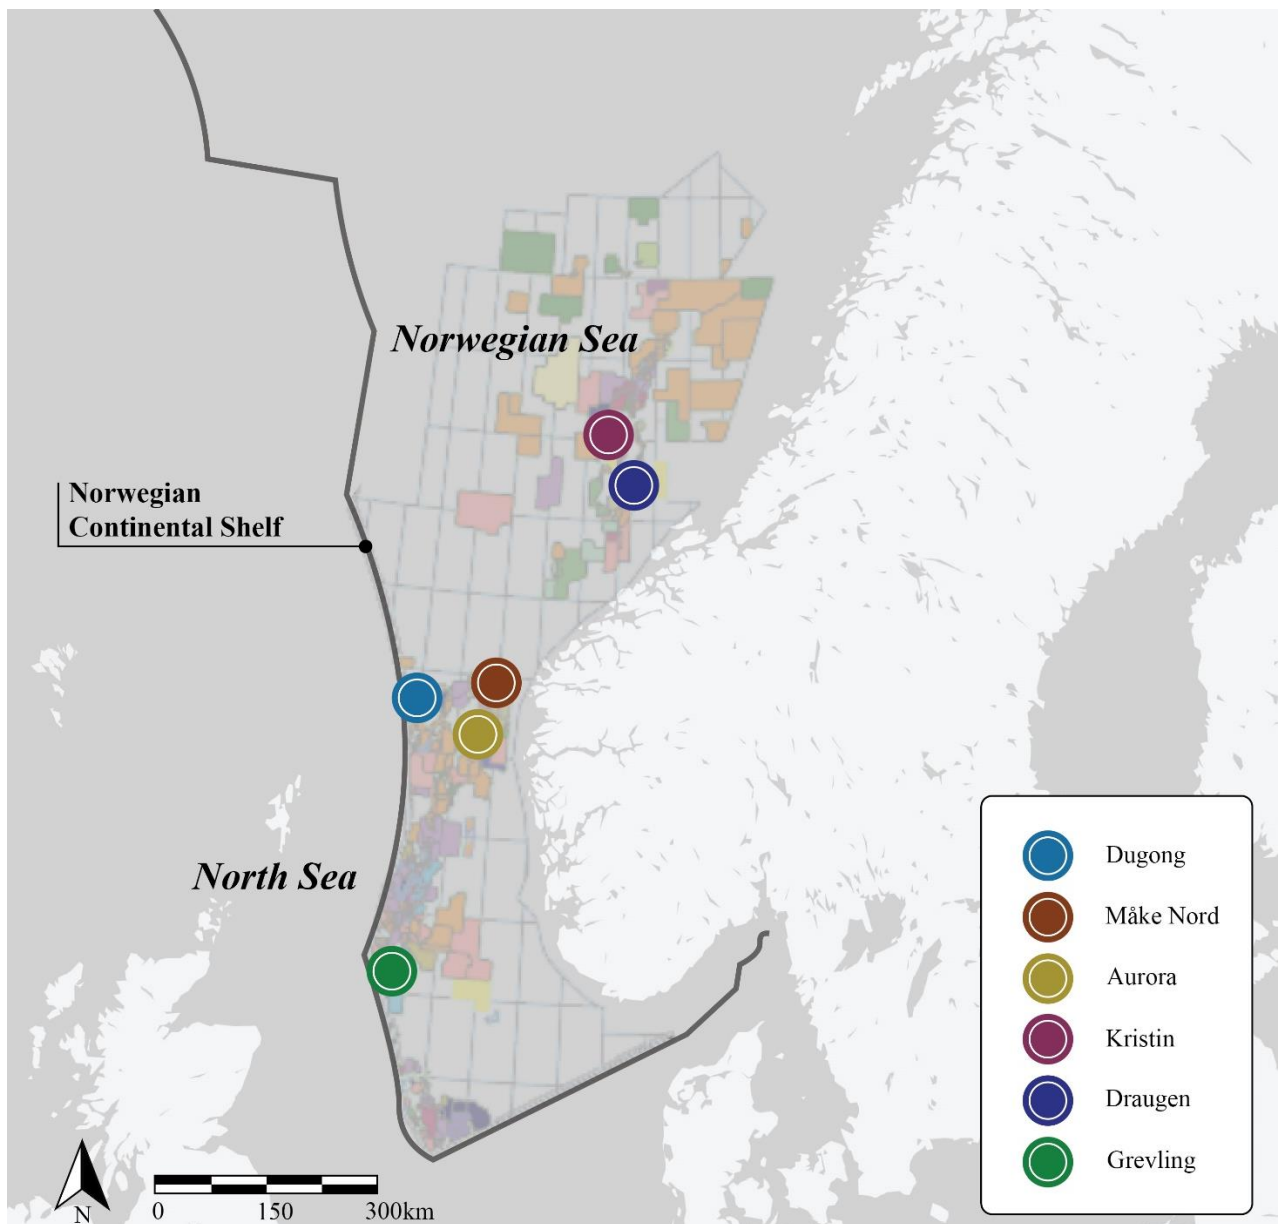 Norwegian Sea
Norwegian
Continental Shelf
North Sea
Dugong
Måke Nord
Aurora
Kristin
Draugen
Grevling
N
0 150 300km